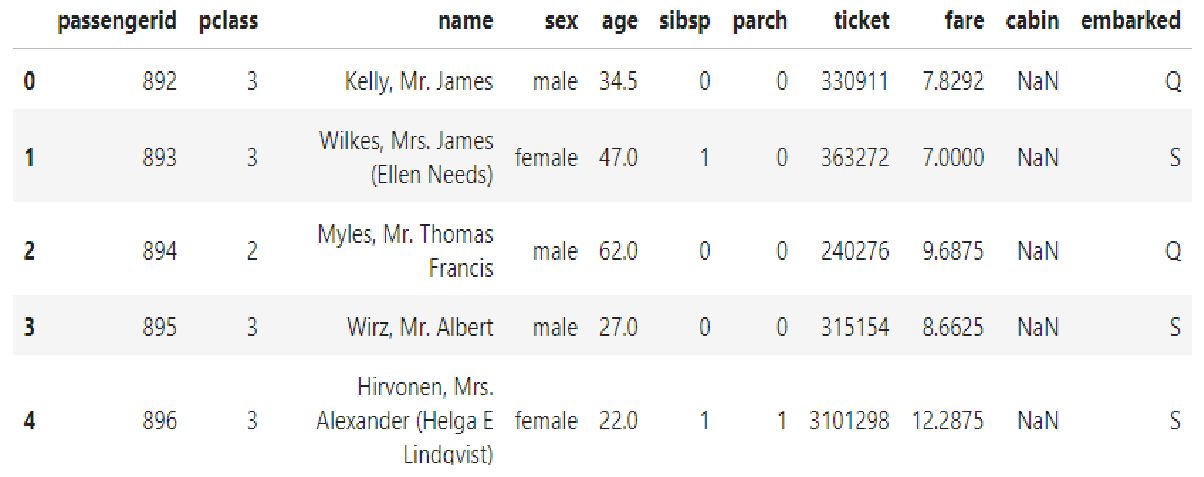 passengerid pclass name sex age sibsp parch ticket fare cabin embarked
0 892 3 Kelly, Mr. James male 34.5 0 0 330911 7.8292 NaN Q
Wilkes, Mrs. James
1 893 3 female 47.0 1 0 363272 7.0000 NaN S
(Ellen Needs)
Myles, Mr. Thomas
2 894 2 male 62.0 0 0 240276 9.6875 NaN Q
Francis
3 895 3 Wirz, Mr. Albert male 27.0 0 0 315154 8.6625 NaN S
Hirvonen, Mrs.
4 896 3 Alexander (Helga E female 22.0 1 1 3101298 12.2875 NaN S
Lindqvist)